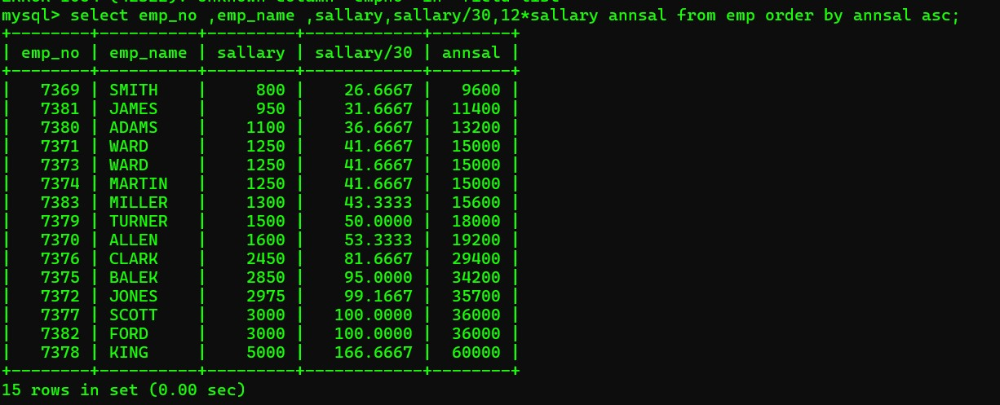 mysql> select emp_no ,emp_name ,sallary,sallary/30,12*sallary annsal from emp order by annsal asc;
+--------+----------+---------+------------+--------+
| emp_no | emp_name | sallary | sallary/30 | annsal |
+--------+----------+---------+------------+--------+
|   7369 | SMITH    |     800 |    26.6667 |   9600 |
|   7381 | JAMES    |     950 |    31.6667 |  11400 |
|   7380 | ADAMS    |    1100 |    36.6667 |  13200 |
|   7371 | WARD     |    1250 |    41.6667 |  15000 |
|   7373 | WARD     |    1250 |    41.6667 |  15000 |
|   7374 | MARTIN   |    1250 |    41.6667 |  15000 |
|   7383 | MILLER   |    1300 |    43.3333 |  15600 |
|   7379 | TURNER   |    1500 |    50.0000 |  18000 |
|   7370 | ALLEN    |    1600 |    53.3333 |  19200 |
|   7376 | CLARK    |    2450 |    81.6667 |  29400 |
|   7375 | BALEK    |    2850 |    95.0000 |  34200 |
|   7372 | JONES    |    2975 |    99.1667 |  35700 |
|   7377 | SCOTT    |    3000 |   100.0000 |  36000 |
|   7382 | FORD     |    3000 |   100.0000 |  36000 |
|   7378 | KING     |    5000 |   166.6667 |  60000 |
+--------+----------+---------+------------+--------+
15 rows in set (0.00 sec)